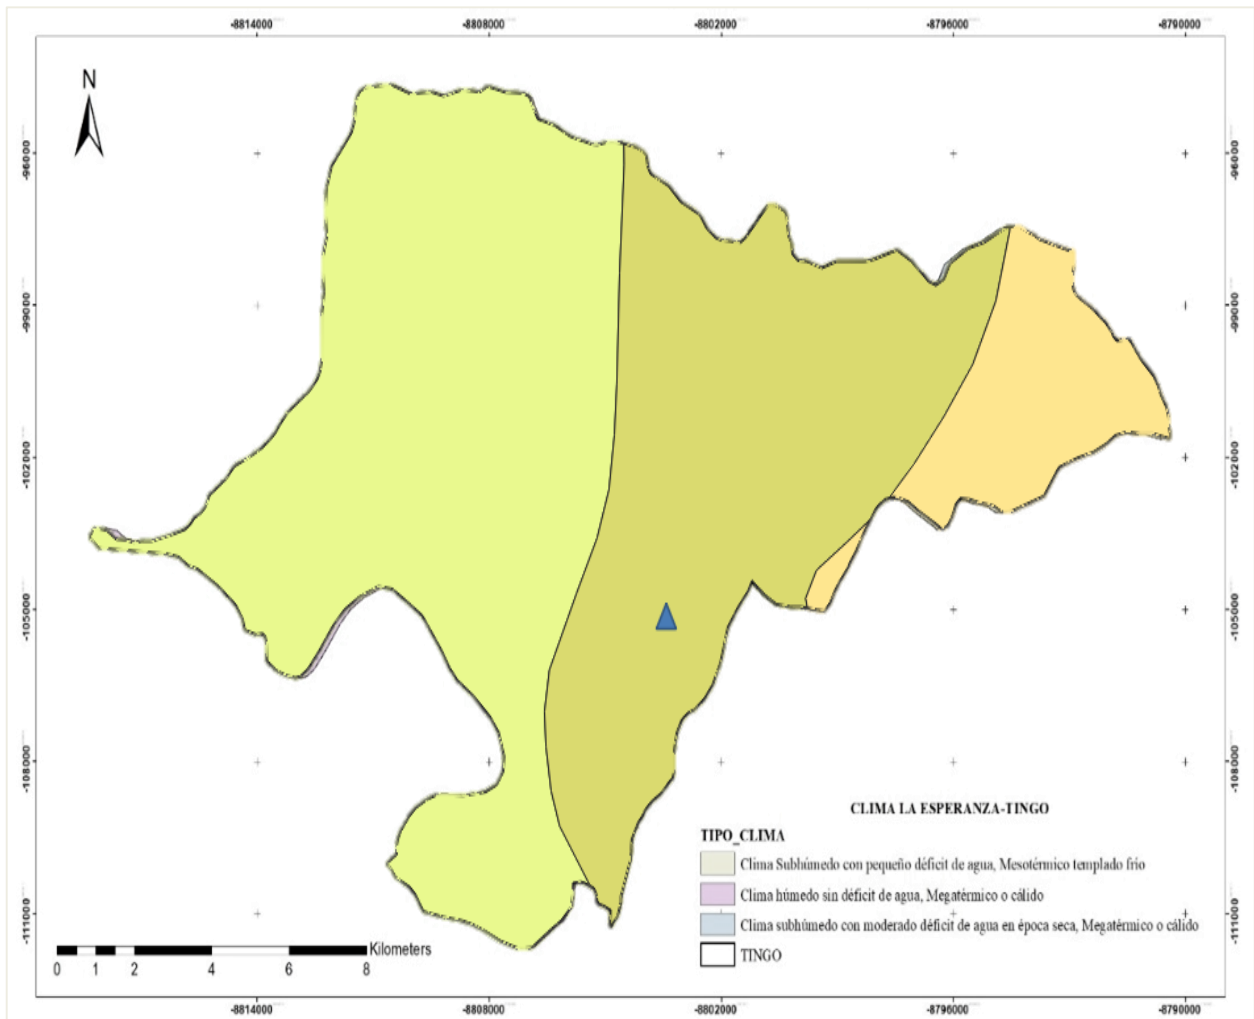 -8814000 -8808000 -8802000 -8796000 -8790000
N
-96000 -96000
-99000 -99000
-102000 -102000
-105000 -105000
-108000 -108000
-111000 -111000
CLIMA LA ESPERANZA-TINGO
TIPO_CLIMA
Clima Subhúmedo con pequeño déficit de agua, Mesotérmico templado frío
Clima húmedo sin déficit de agua, Megatérmico o cálido
Clima subhúmedo con moderado déficit de agua en época seca, Megatérmico o cálido
TINGO
Kilometers
0 1 2 4 6 8
-8814000 -8808000 -8802000 -8796000 -8790000